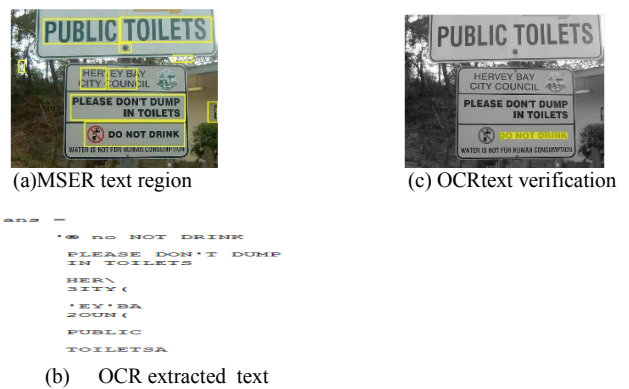 PUBLIC TOILETS
HERVEY BAY
CITY COUNCIL
PLEASE DON'T DUMP
IN TOILETS
DO NOT DRINK
WATER IS NOT FOR HUMAN CONSUMPTION
(a)MSER text region
PUBLIC TOILETS
HERVEY BAY
CITY COUNCIL
PLEASE DON'T DUMP
IN TOILETS
DO NOT DRINK
WATER IS NOT FOR HUMAN CONSUMPTION
(c) OCRtext verification
ans =
'® no NOT DRINK
PLEASE DON'T DUMP
IN TOILETS
HER\
3ITY(
'EY'BA
2OUN(
PUBLIC
TOILETSA
(b) OCR extracted text